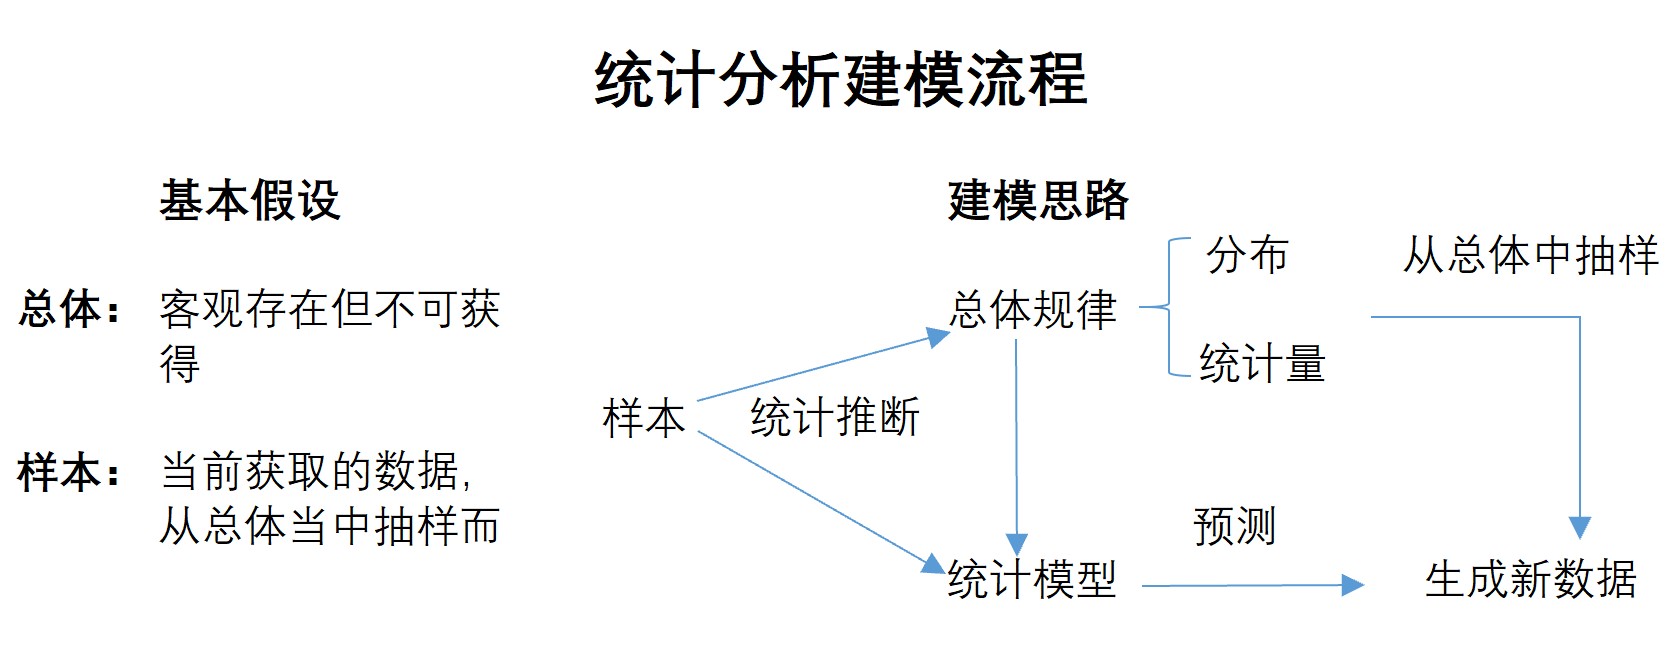 统计分析建模流程
基本假设
总体：
客观存在但不可获
得
样本：
当前获取的数据，
从总体当中抽样而
建模思路
样本
统计推断
总体规律
分布
统计量
从总体中抽样
统计模型
预测
生成新数据